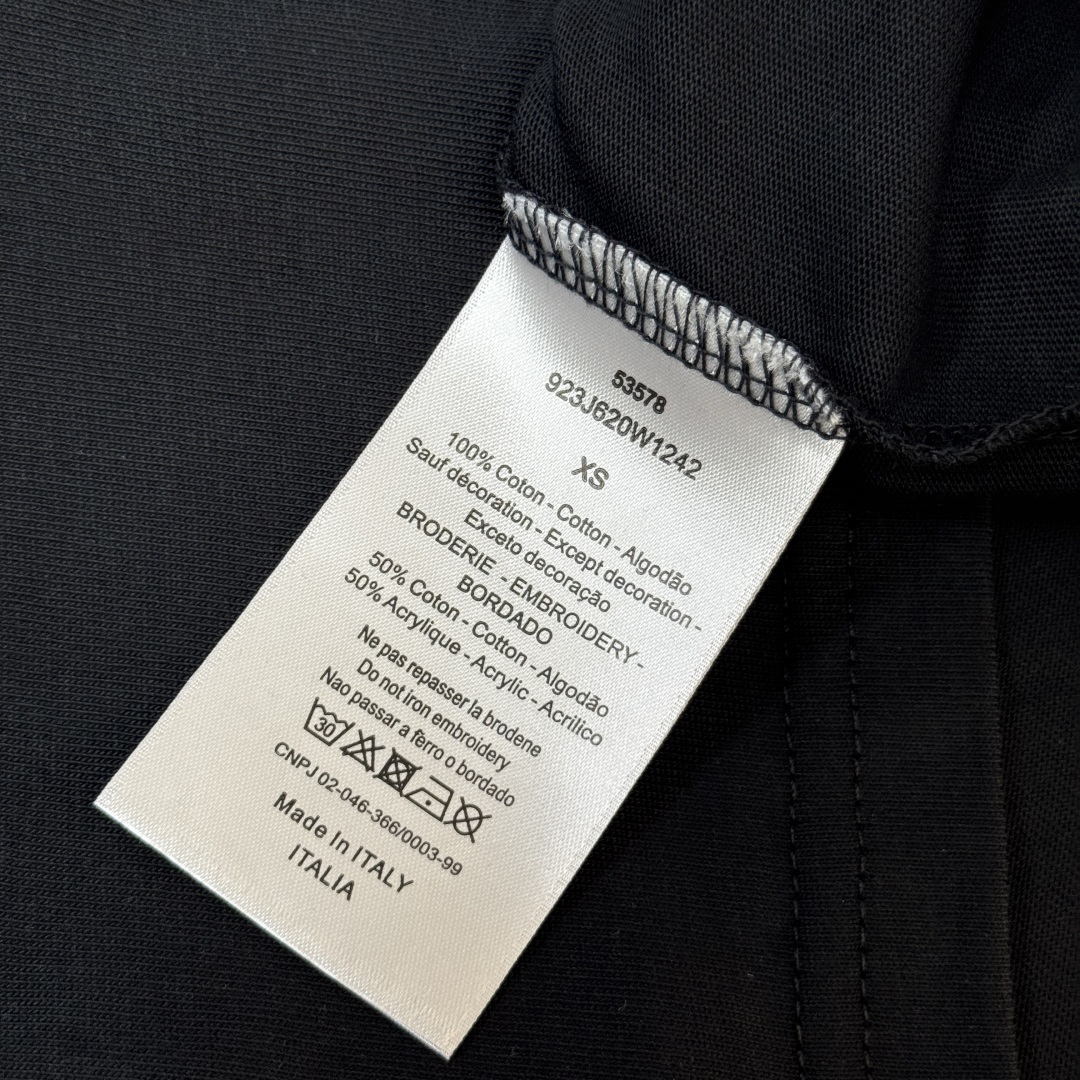 53578
923J620W1242
XS
100% Coton - Cotton - Algodão
Sauf décoration - Except decoration -
Exceto decoração
BRODERIE - EMBROIDERY -
BORDADO
50% Coton - Cotton - Algodão
50% Acrylique - Acrylic - Acrilico
Ne pas repasser la brodene
Do not iron embroidery
Nao passar a ferro o bordado
30
CNPJ 02-046-366/0003-99
Made In ITALY
ITALIA